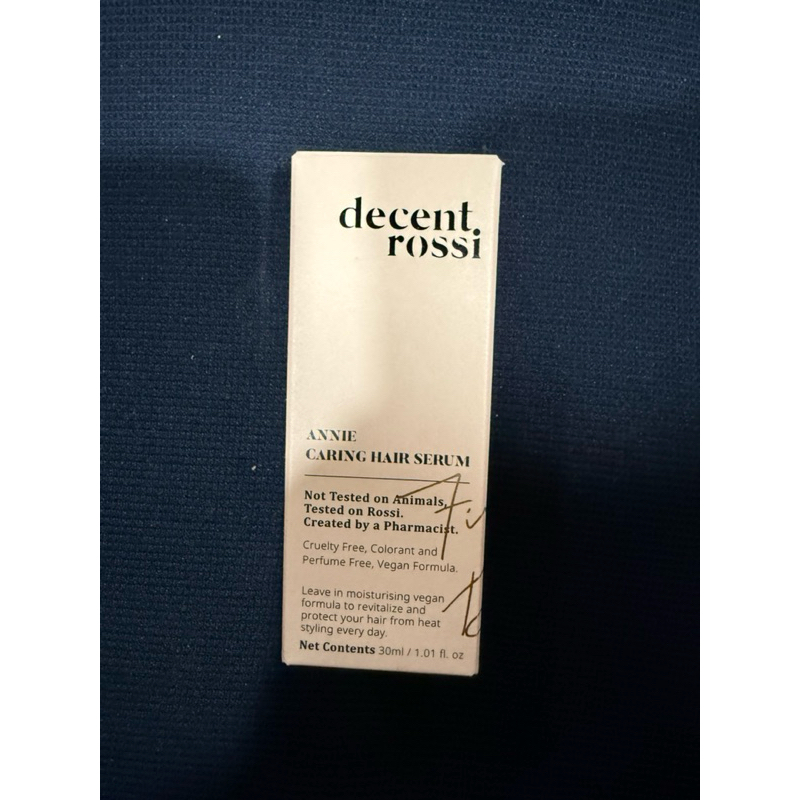 decent
rossi
ANNIE
CARING HAIR SERUM
Not Tested on Animals,
Tested on Rossi.
Created by a Pharmacist.
Cruelty Free, Colorant and
Perfume Free, Vegan Formula.
Leave in moisturising vegan
formula to revitalize and
protect your hair from heat
styling every day.
Net Contents 30ml / 1.01 fl. oz